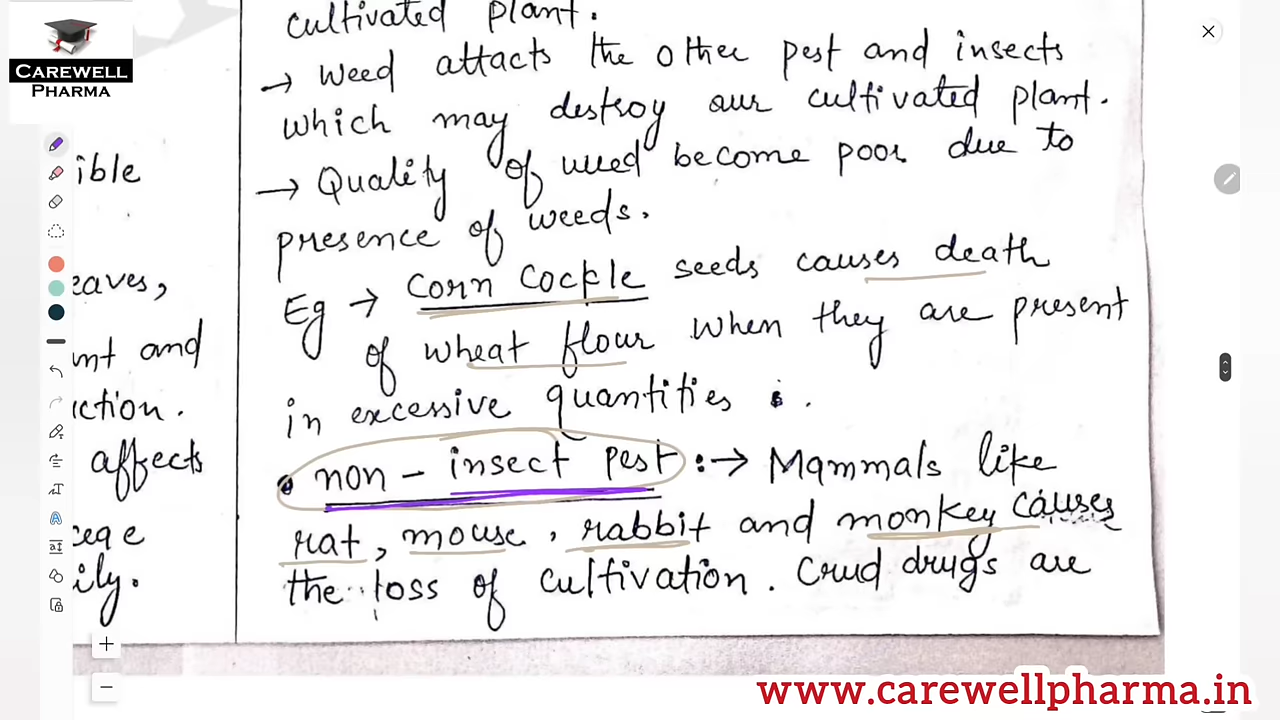 CAREWELL
PHARMA
ible
eaves,
and
ction.
affects
ily.
cultivated plant.
→ Weed attacts the other pest and insects
which may destroy our cultivated plant.
→ Quality of weed become poor due to
presence of weeds.
Eg → Corn Cockle seeds causes death
of wheat flour when they are present
in excessive quantities .
• non - insect pest :→ Mammals like
rat, mouse, rabbit and monkey causes
the loss of cultivation. Crud drugs are
www.carewellpharma.in